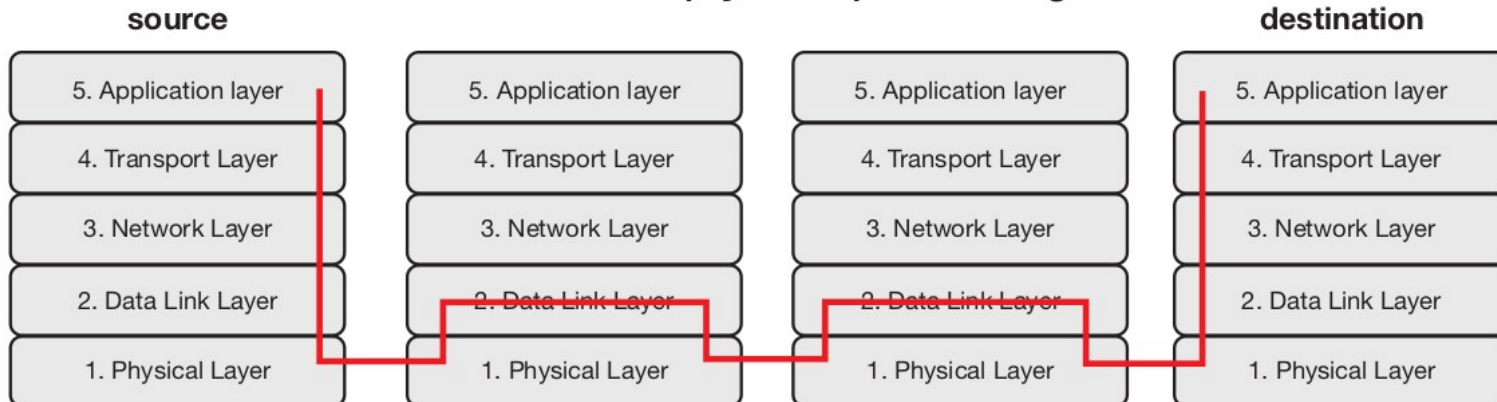 source
destination
5. Application layer
5. Application layer
5. Application layer
5. Application layer
4. Transport Layer
4. Transport Layer
4. Transport Layer
4. Transport Layer
3. Network Layer
3. Network Layer
3. Network Layer
3. Network Layer
2. Data Link Layer
2. Data Link Layer
2. Data Link Layer
2. Data Link Layer
1. Physical Layer
1. Physical Layer
1. Physical Layer
1. Physical Layer